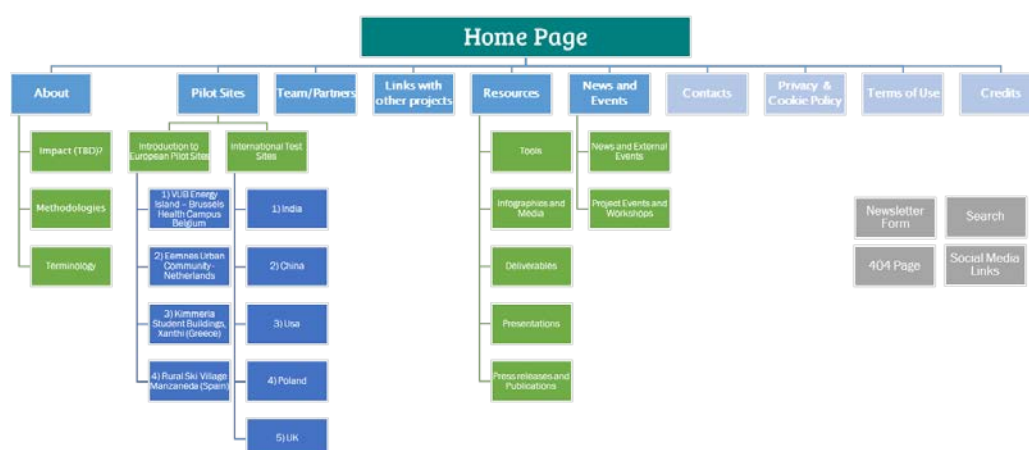 Home Page
About
Pilot Sites
Team/Partners
Links with
other projects
Resources
News and
Events
Contacts
Privacy &
Cookie Policy
Terms of Use
Credits
Impact (TBD)?
Methodologies
Terminology
Introduction to
European Pilot Sites
International Test
Sites
1) VUB Energy
Island – Brussels
Health Campus
Belgium
2) Eemnes Urban
Community -
Netherlands
3) Kimmeria
Student Buildings,
Xanthi (Greece)
4) Rural Ski Village
Manzaneda (Spain)
1) India
2) China
3) Usa
4) Poland
5) UK
Tools
Infographics and
Media
Deliverables
Presentations
Press releases and
Publications
News and External
Events
Project Events and
Workshops
Newsletter
Form
Search
404 Page
Social Media
Links